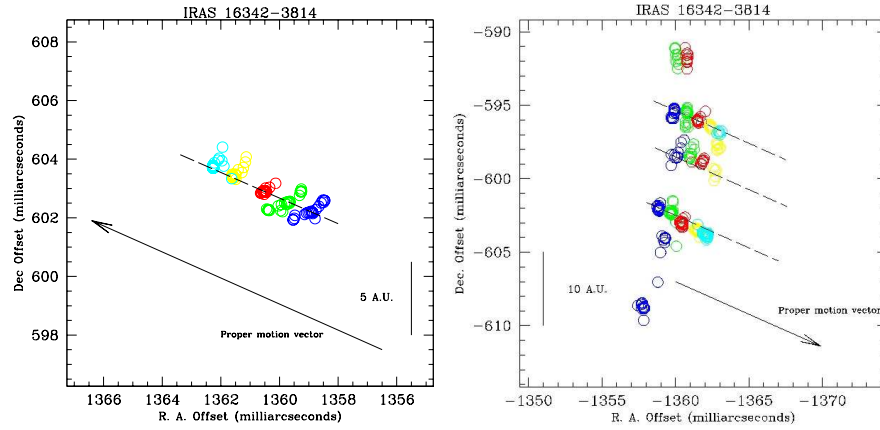 IRAS 16342-3814
608
606
604
602
600
598
Dec Offset (milliarcseconds)
5 A.U.
Proper motion vector
1366
1364
1362
1360
1358
1356
R. A. Offset (milliarcseconds)
IRAS 16342-3814
−590
−595
−600
−605
−610
Dec. Offset (milliarcseconds)
10 A.U.
Proper motion vector
−1350
−1355
−1360
−1365
−1370
R. A. Offset (milliarcseconds)